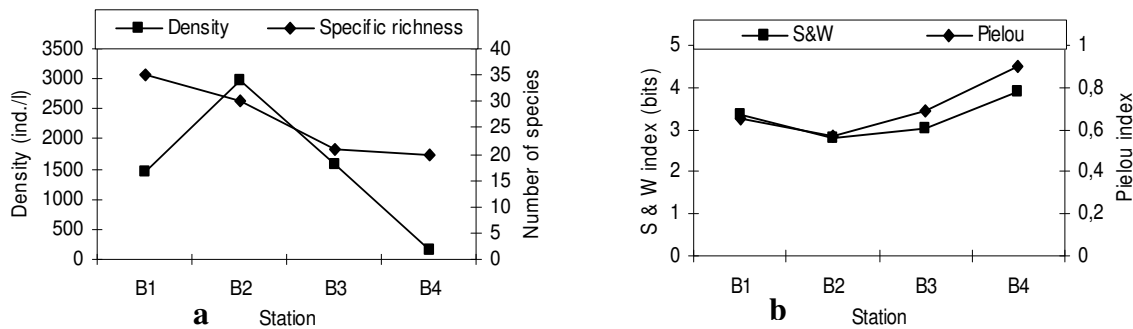 Density
Specific richness
3500
3000
2500
2000
1500
1000
500
0
Density (ind./l)
40
35
30
25
20
15
10
5
0
Number of species
B1
B2
B3
B4
Station
a
S&W
Pielou
5
4
3
2
1
0
S & W index (bits)
1
0,8
0,6
0,4
0,2
0
Pielou index
B1
B2
B3
B4
Station
b